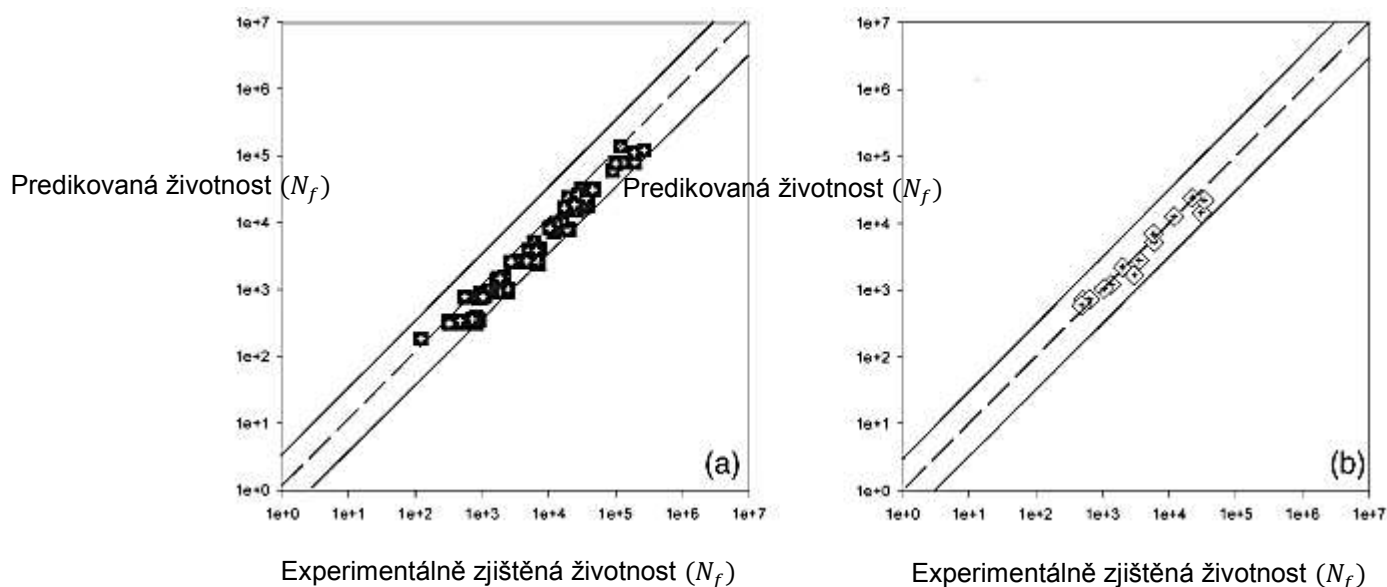 1e+7
1e+6
1e+5
1e+4
1e+3
1e+2
1e+1
1e+0
Predikovaná životnost (N_f)
(a)
1e+0 1e+1 1e+2 1e+3 1e+4 1e+5 1e+6 1e+7
Experimentálně zjištěná životnost (N_f)
1e+7
1e+6
1e+5
1e+4
1e+3
1e+2
1e+1
1e+0
Predikovaná životnost (N_f)
(b)
1e+0 1e+1 1e+2 1e+3 1e+4 1e+5 1e+6 1e+7
Experimentálně zjištěná životnost (N_f)